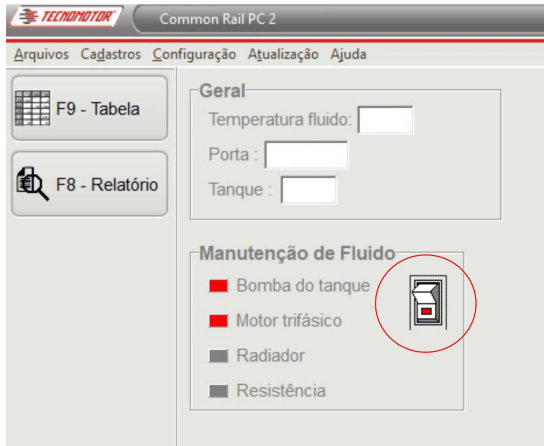 TECNOMOTOR
Common Rail PC 2
Arquivos Cadastros Configuração Atualização Ajuda
F9 - Tabela
F8 - Relatório
Geral
Temperatura fluido:
Porta :
Tanque :
Manutenção de Fluido
Bomba do tanque
Motor trifásico
Radiador
Resistência